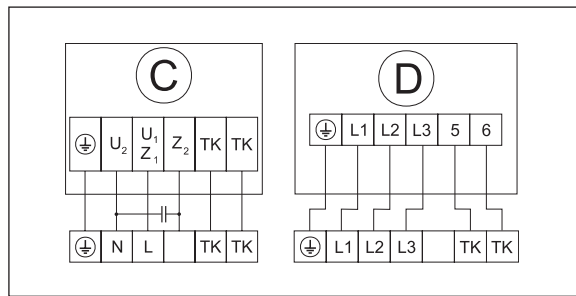 C
U₂ U₁ Z₂ TK TK
Z₁
N L TK TK
D
L1 L2 L3 5 6
L1 L2 L3 TK TK